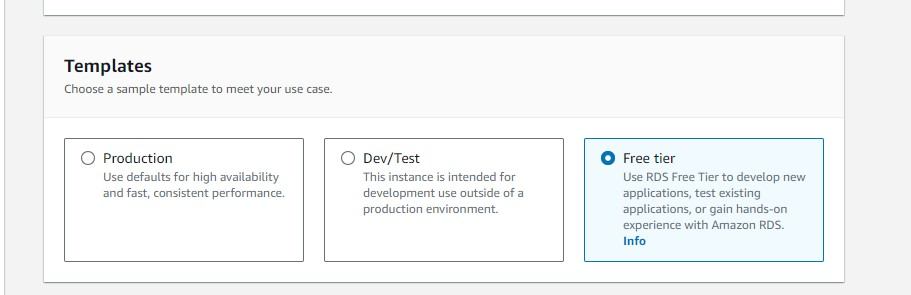 Templates
Choose a sample template to meet your use case.
Production
Use defaults for high availability
and fast, consistent performance.
Dev/Test
This instance is intended for
development use outside of a
production environment.
Free tier
Use RDS Free Tier to develop new
applications, test existing
applications, or gain hands-on
experience with Amazon RDS.
Info